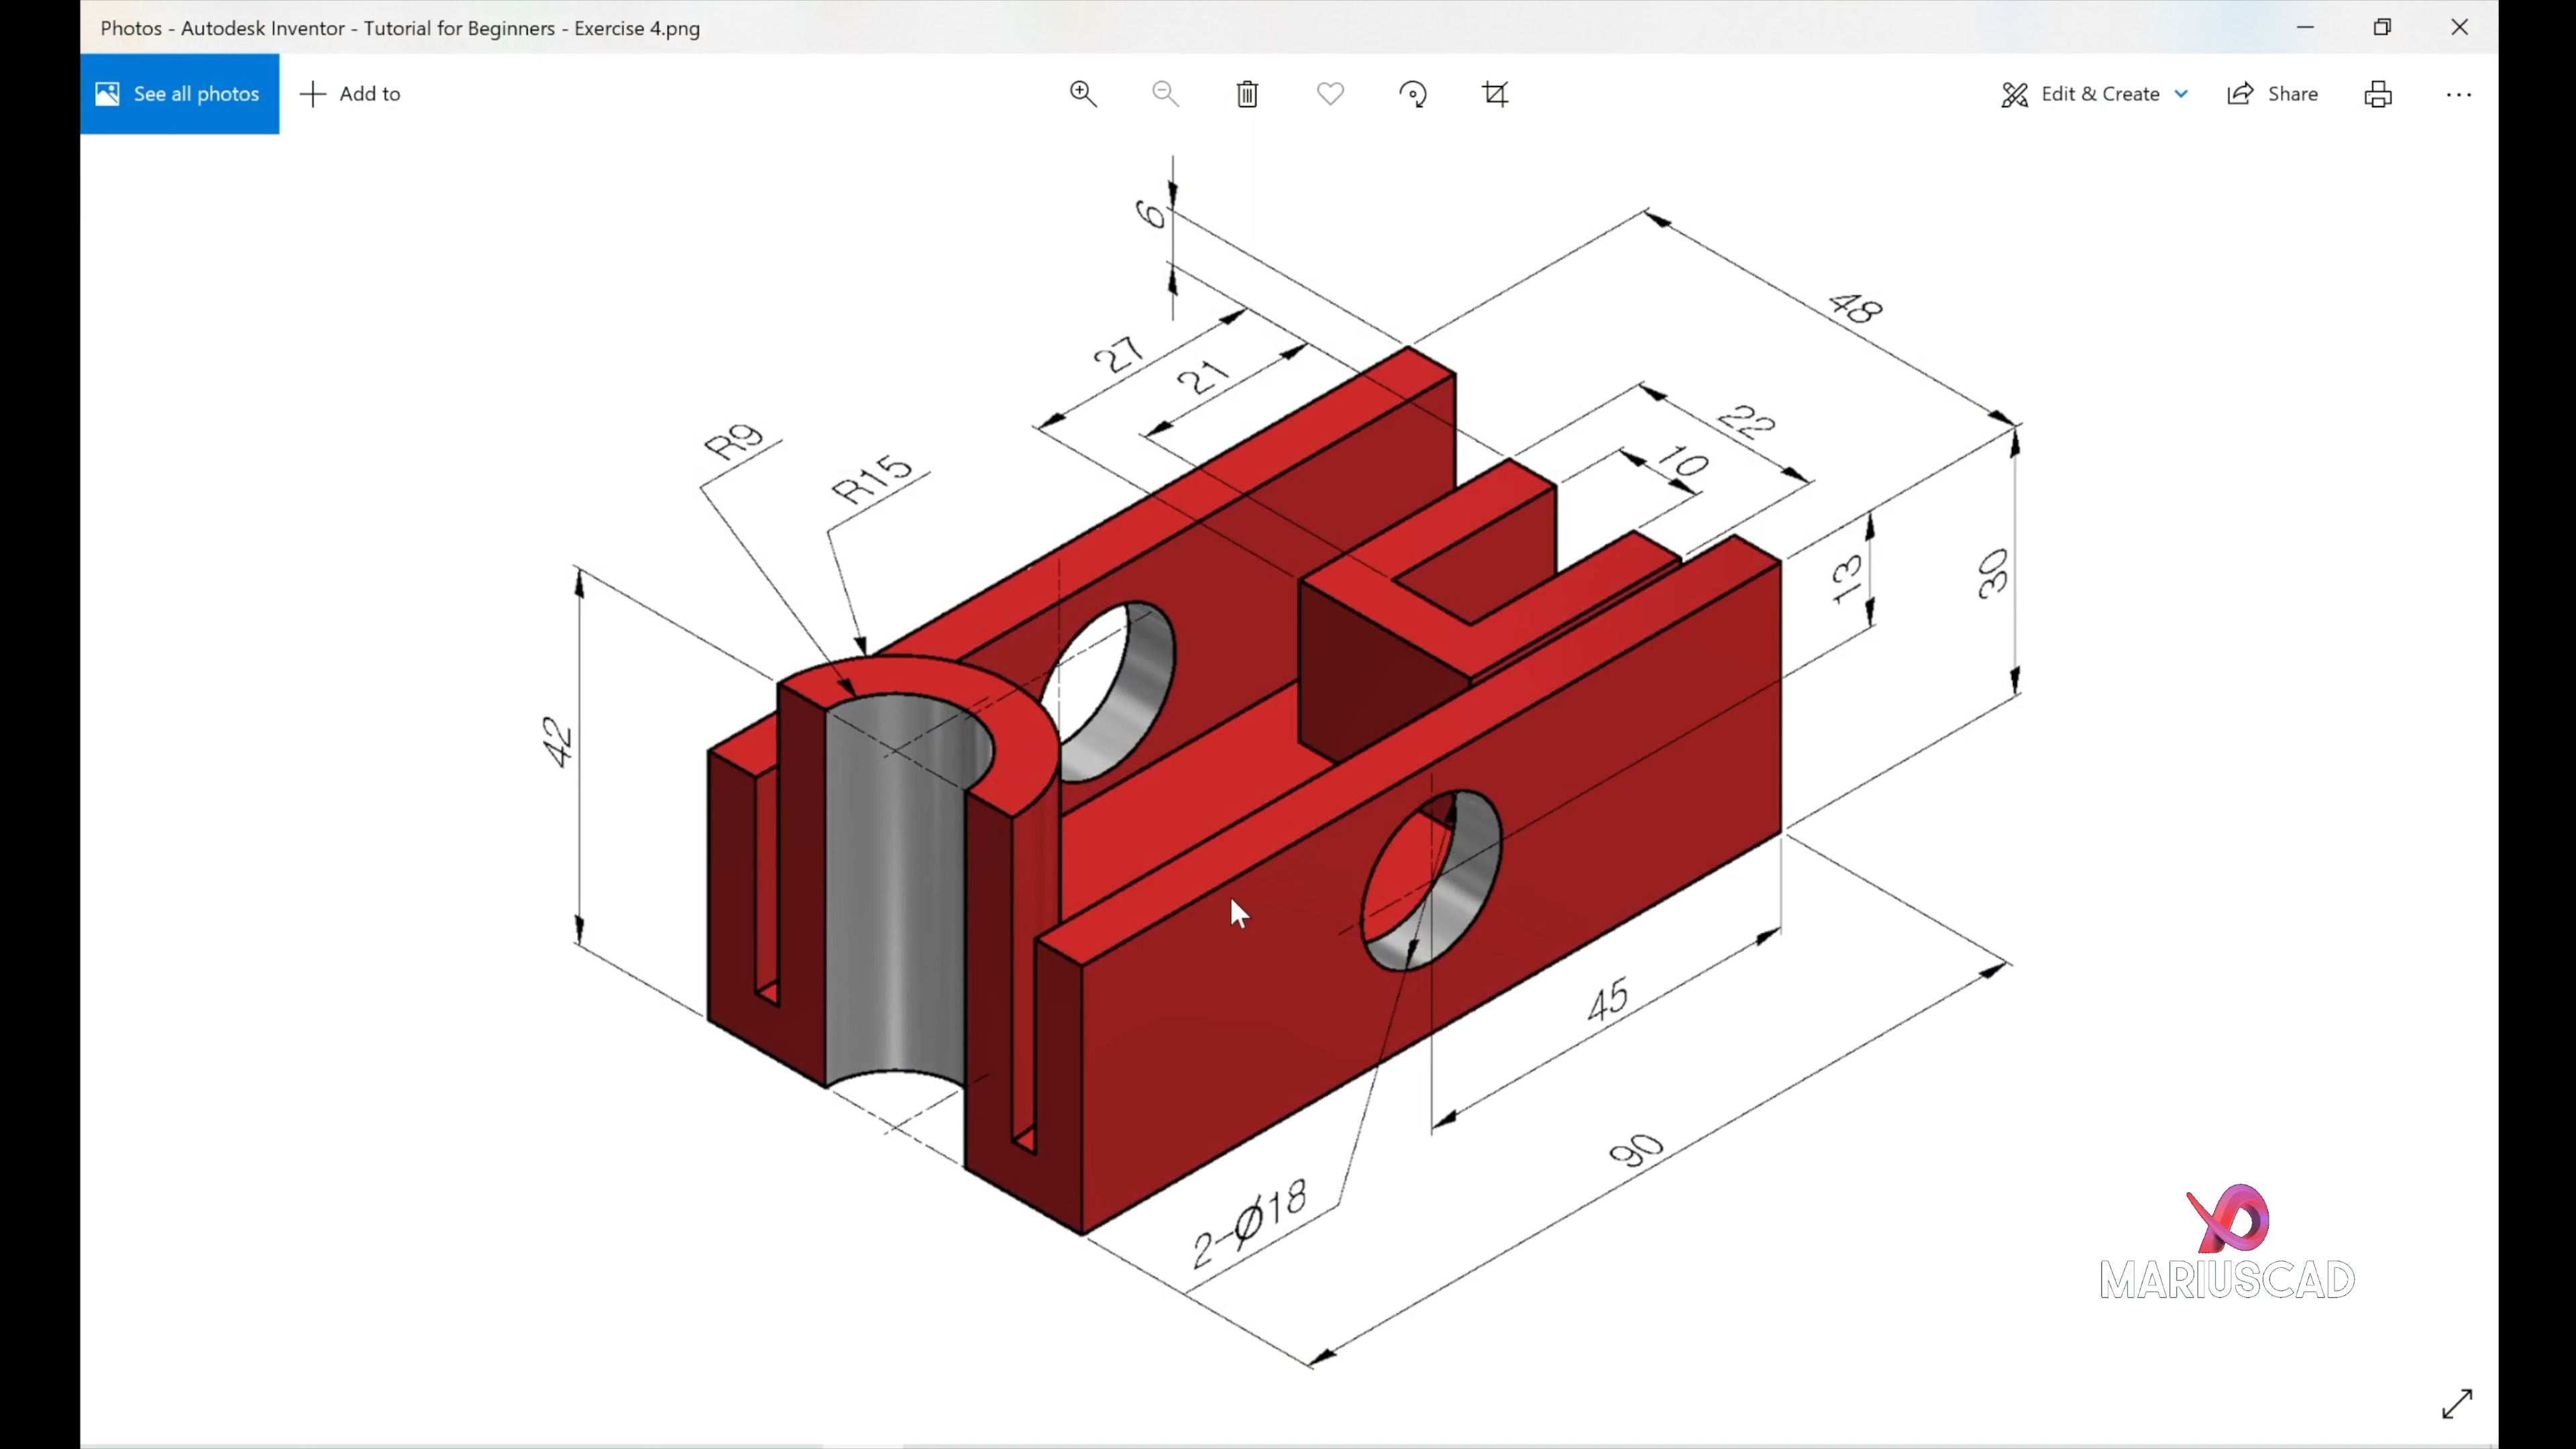 Photos - Autodesk Inventor - Tutorial for Beginners - Exercise 4.png
See all photos
Add to
Edit & Create
Share
6
48
27
21
22
R9
10
R15
13
30
42
45
90
2-Ø18
MARIUSCAD